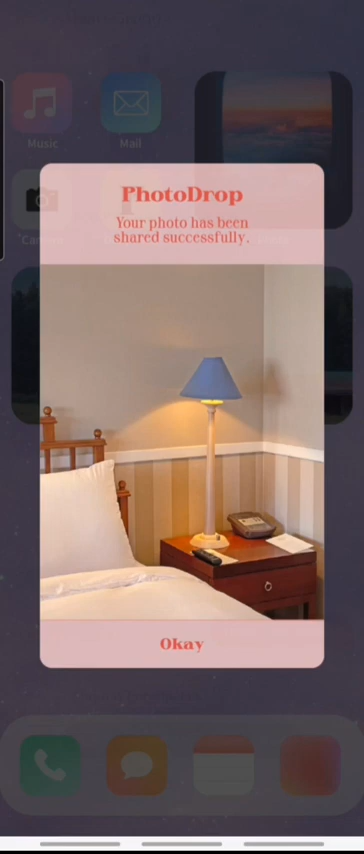 Music
Mail
PhotoDrop
Your photo has been
shared successfully.
Okay